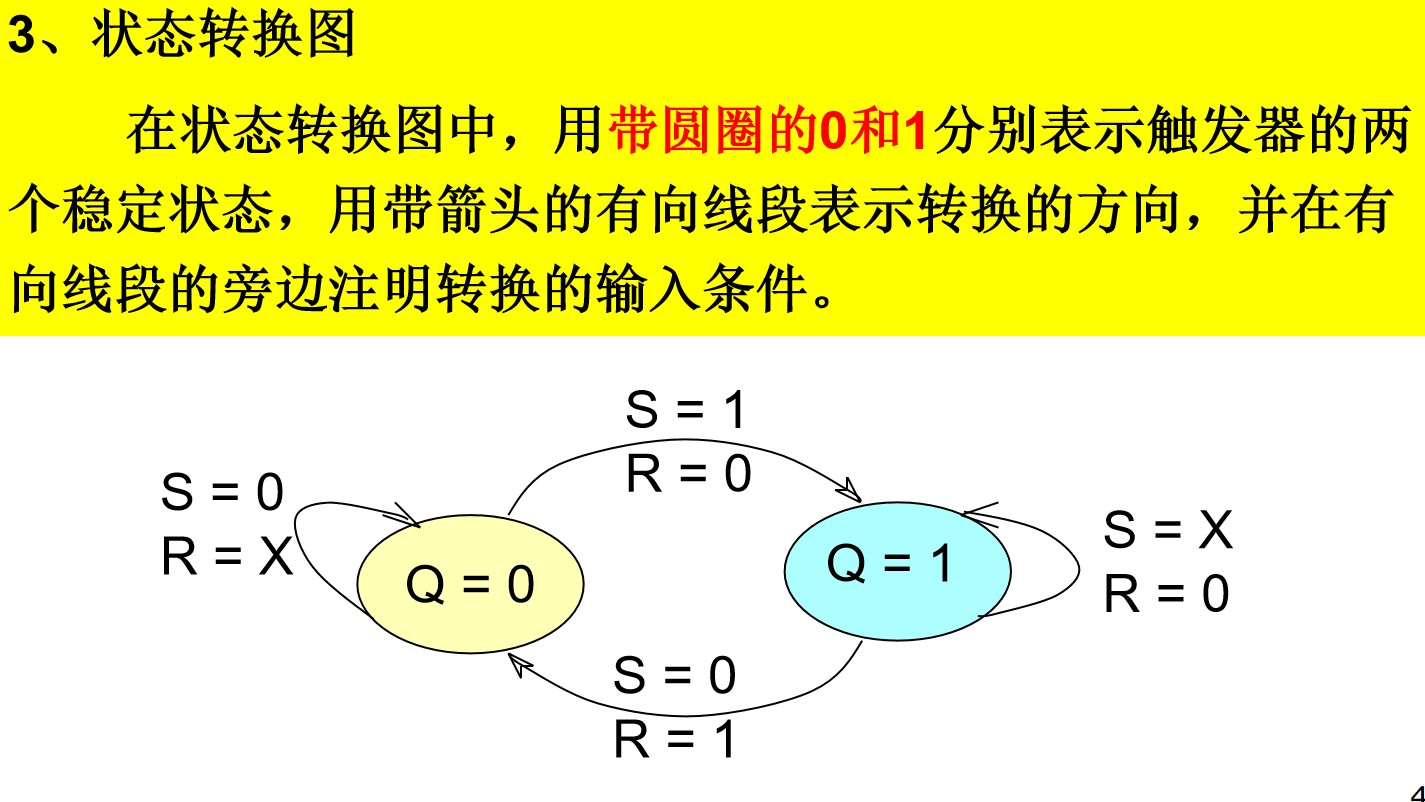 3、状态转换图
在状态转换图中，用带圆圈的0和1分别表示触发器的两
个稳定状态，用带箭头的有向线段表示转换的方向，并在有
向线段的旁边注明转换的输入条件。
S = 1
R = 0
S = 0
R = X
Q = 0
Q = 1
S = X
R = 0
S = 0
R = 1
4